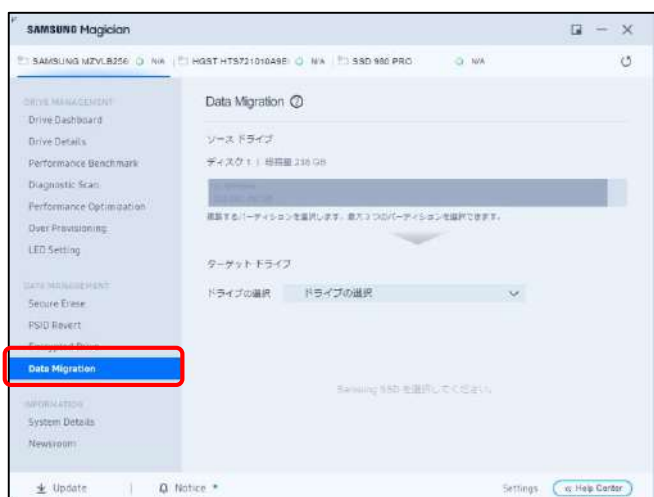 SAMSUNG Magician
SAMSUNG MZVLB256 N/A HGST HTS721010A9E N/A SSD 980 PRO N/A
DRIVE MANAGEMENT
Drive Dashboard
Drive Details
Performance Benchmark
Diagnostic Scan
Performance Optimization
Over Provisioning
LED Setting
DATA MANAGEMENT
Secure Erase
PSID Revert
Encrypted Drive
Data Migration
INFORMATION
System Details
Newsroom
Update
Notice
Data Migration ?
ソース ドライブ
ディスク 1 | 総容量 238 GB
複製するパーティションを選択します。最大 3 つのパーティションを選択できます。
ターゲット ドライブ
ドライブの選択 ドライブの選択
Samsung SSD を選択してください。
Settings Help Center